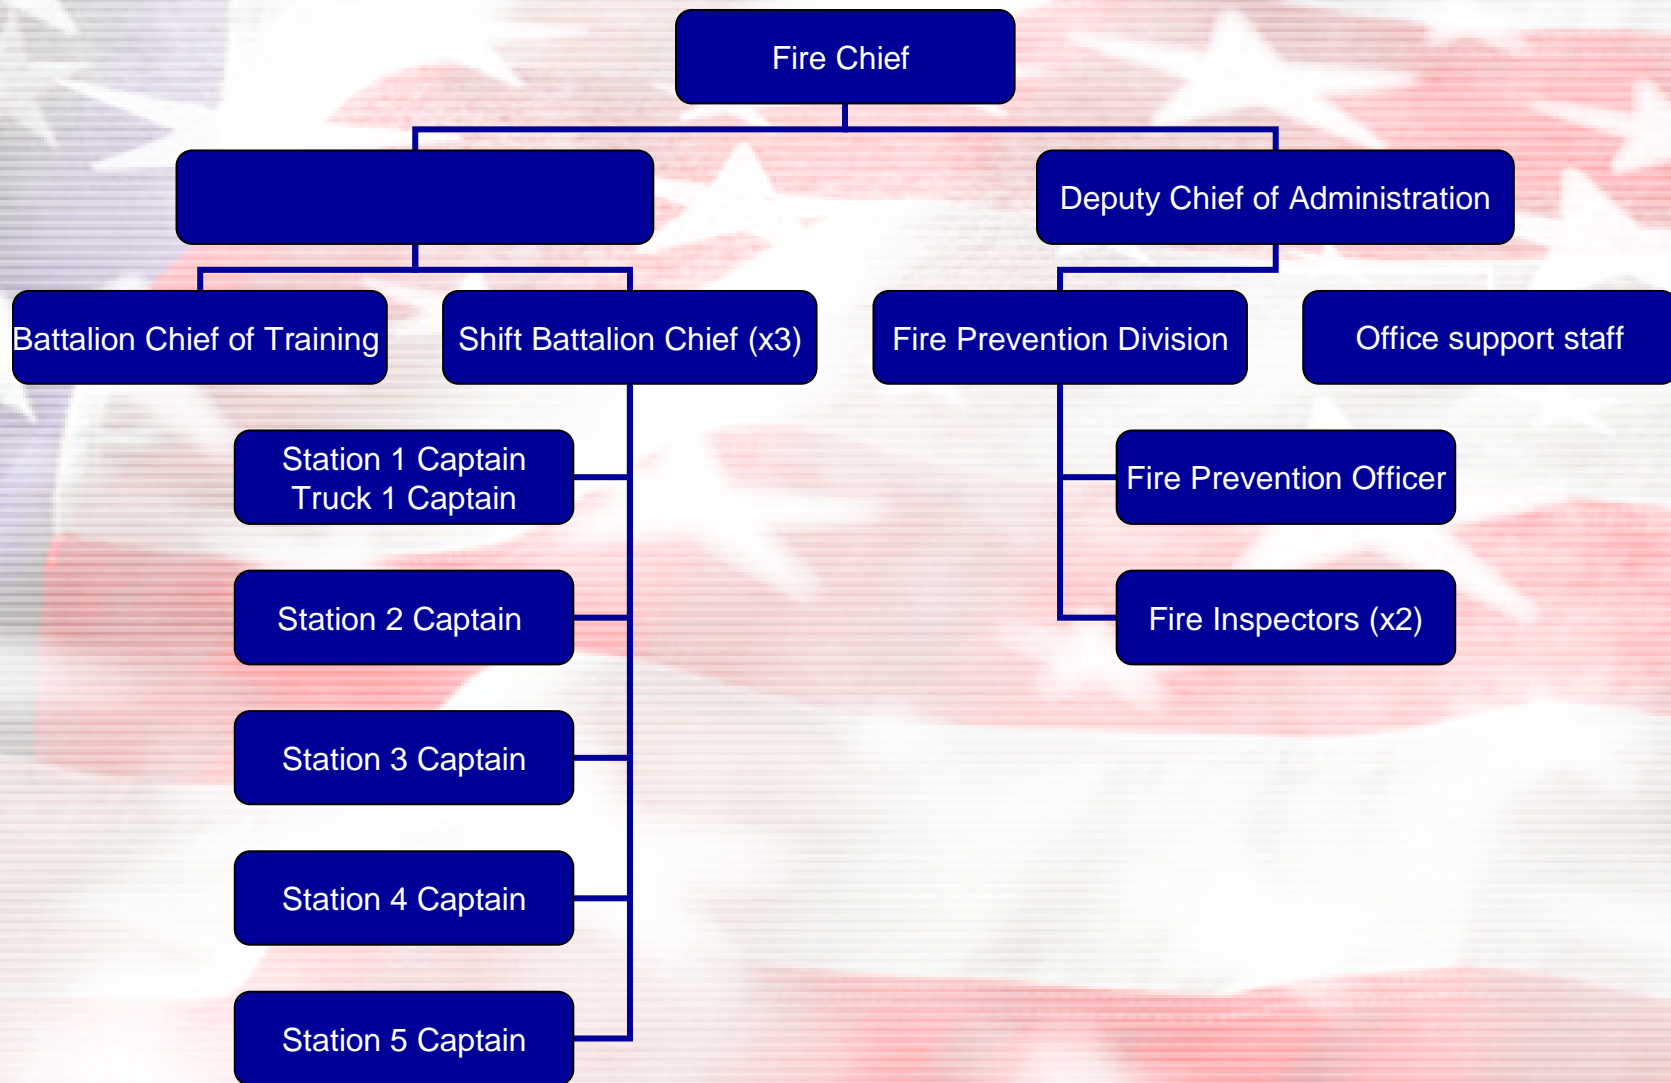 Fire Chief
Deputy Chief of Administration
Battalion Chief of Training
Shift Battalion Chief (x3)
Fire Prevention Division
Office support staff
Station 1 Captain
Truck 1 Captain
Fire Prevention Officer
Station 2 Captain
Fire Inspectors (x2)
Station 3 Captain
Station 4 Captain
Station 5 Captain